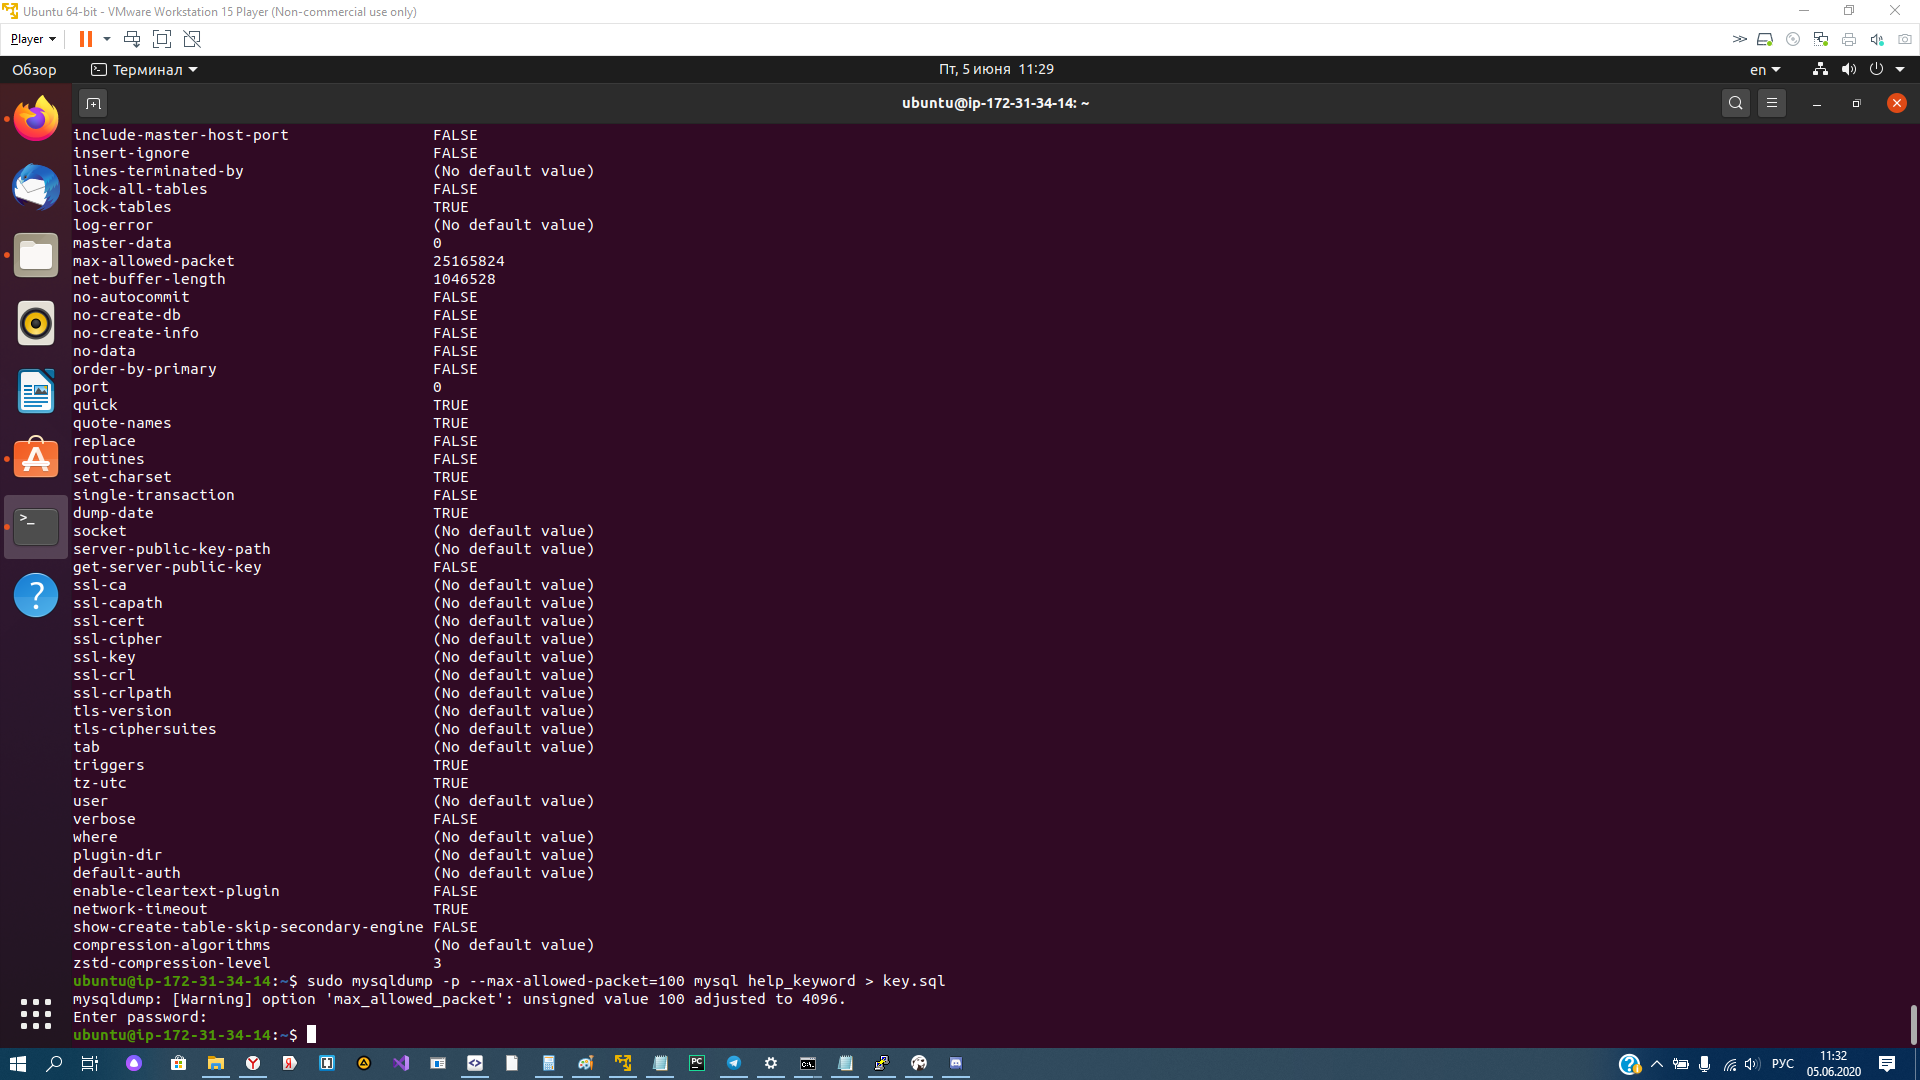 Ubuntu 64-bit - VMware Workstation 15 Player (Non-commercial use only)
Player
Обзор
Терминал
Пт, 5 июня 11:29
en
ubuntu@ip-172-31-34-14: ~
include-master-host-port FALSE
insert-ignore FALSE
lines-terminated-by (No default value)
lock-all-tables FALSE
lock-tables TRUE
log-error (No default value)
master-data 0
max-allowed-packet 25165824
net-buffer-length 1046528
no-autocommit FALSE
no-create-db FALSE
no-create-info FALSE
no-data FALSE
order-by-primary FALSE
port 0
quick TRUE
quote-names TRUE
replace FALSE
routines FALSE
set-charset TRUE
single-transaction FALSE
dump-date TRUE
socket (No default value)
server-public-key-path (No default value)
get-server-public-key FALSE
ssl-ca (No default value)
ssl-capath (No default value)
ssl-cert (No default value)
ssl-cipher (No default value)
ssl-key (No default value)
ssl-crl (No default value)
ssl-crlpath (No default value)
tls-version (No default value)
tls-ciphersuites (No default value)
tab (No default value)
triggers TRUE
tz-utc TRUE
user (No default value)
verbose FALSE
where (No default value)
plugin-dir (No default value)
default-auth (No default value)
enable-cleartext-plugin FALSE
network-timeout TRUE
show-create-table-skip-secondary-engine FALSE
compression-algorithms (No default value)
zstd-compression-level 3
ubuntu@ip-172-31-34-14:~$ sudo mysqldump -p --max-allowed-packet=100 mysql help_keyword > key.sql
mysqldump: [Warning] option 'max_allowed_packet': unsigned value 100 adjusted to 4096.
Enter password:
ubuntu@ip-172-31-34-14:~$
РУС
11:32
05.06.2020